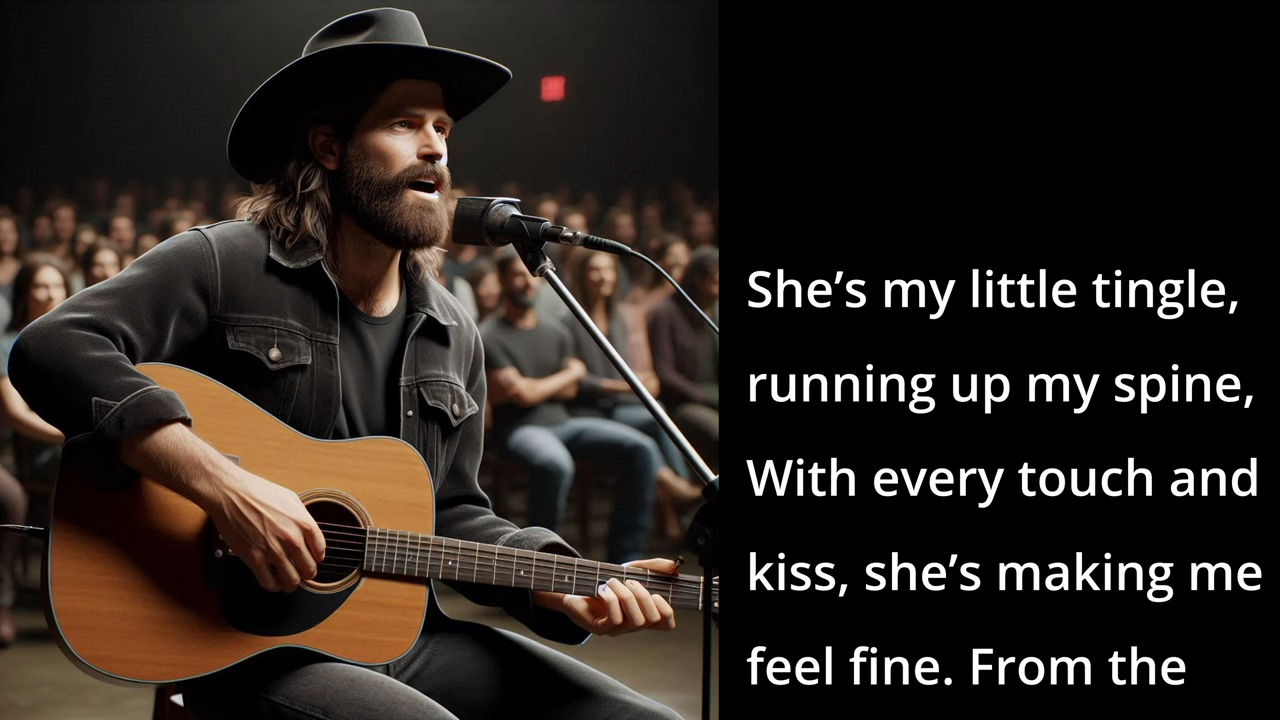 She’s my little tingle,
running up my spine,
With every touch and
kiss, she’s making me
feel fine. From the